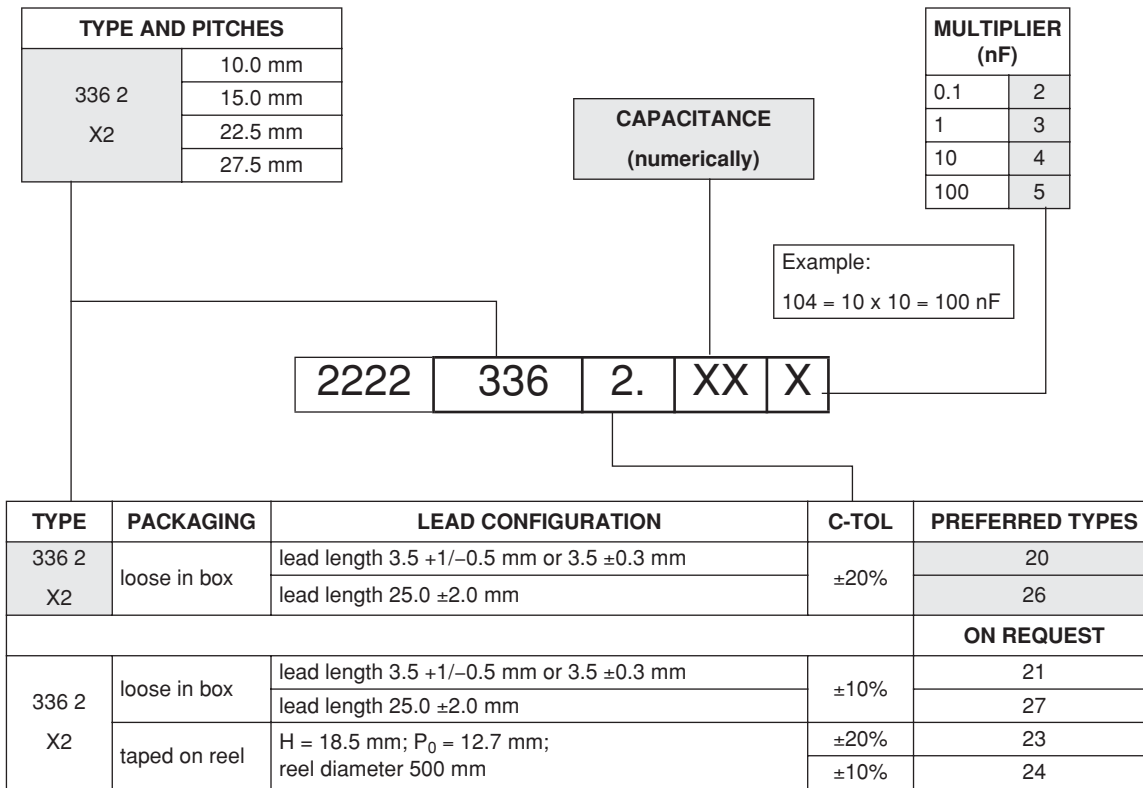 TYPE AND PITCHES
336 2
X2
10.0 mm
15.0 mm
22.5 mm
27.5 mm
CAPACITANCE
(numerically)
MULTIPLIER
(nF)
0.1 2
1 3
10 4
100 5
Example:
104 = 10 x 10 = 100 nF
2222 336 2. XX X
TYPE PACKAGING LEAD CONFIGURATION C-TOL PREFERRED TYPES
336 2
X2
loose in box
lead length 3.5 +1/−0.5 mm or 3.5 ±0.3 mm
lead length 25.0 ±2.0 mm
±20%
20
26
ON REQUEST
336 2
X2
loose in box
lead length 3.5 +1/−0.5 mm or 3.5 ±0.3 mm
lead length 25.0 ±2.0 mm
±10%
21
27
taped on reel
H = 18.5 mm; P₀ = 12.7 mm;
reel diameter 500 mm
±20% 23
±10% 24